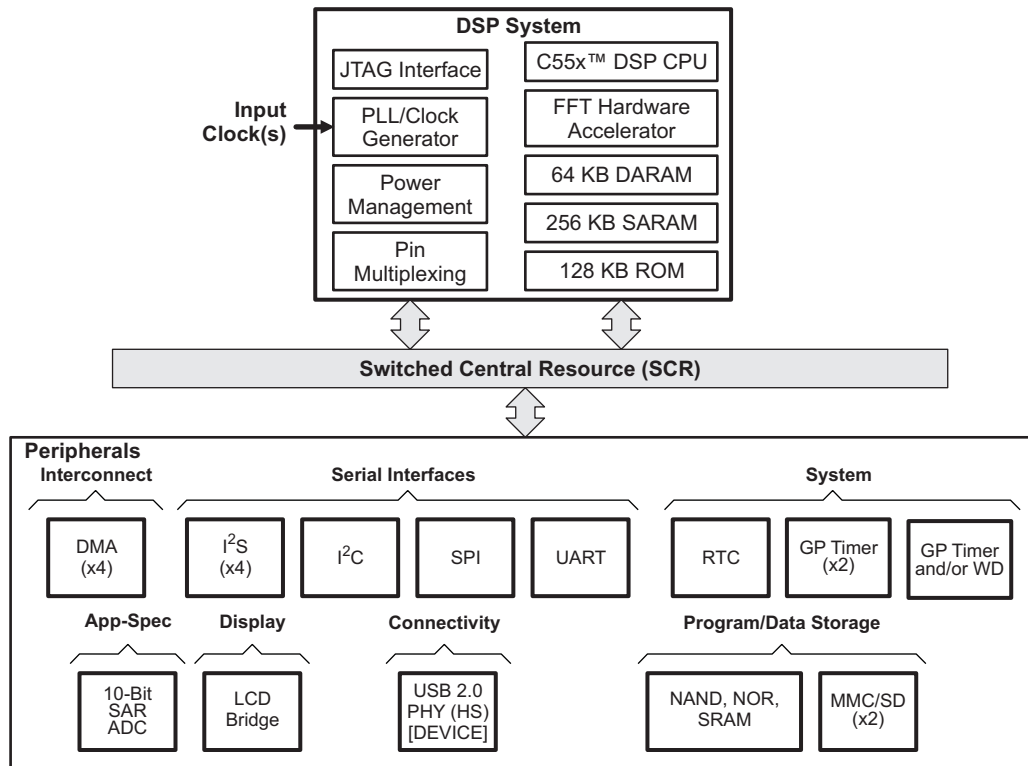 DSP System
JTAG Interface
C55x™ DSP CPU
Input
Clock(s)
PLL/Clock
Generator
FFT Hardware
Accelerator
Power
Management
64 KB DARAM
256 KB SARAM
Pin
Multiplexing
128 KB ROM
Switched Central Resource (SCR)
Peripherals
Interconnect
Serial Interfaces
System
DMA
(x4)
I²S
(x4)
I²C
SPI
UART
RTC
GP Timer
(x2)
GP Timer
and/or WD
App-Spec
Display
Connectivity
Program/Data Storage
10-Bit
SAR
ADC
LCD
Bridge
USB 2.0
PHY (HS)
[DEVICE]
NAND, NOR,
SRAM
MMC/SD
(x2)